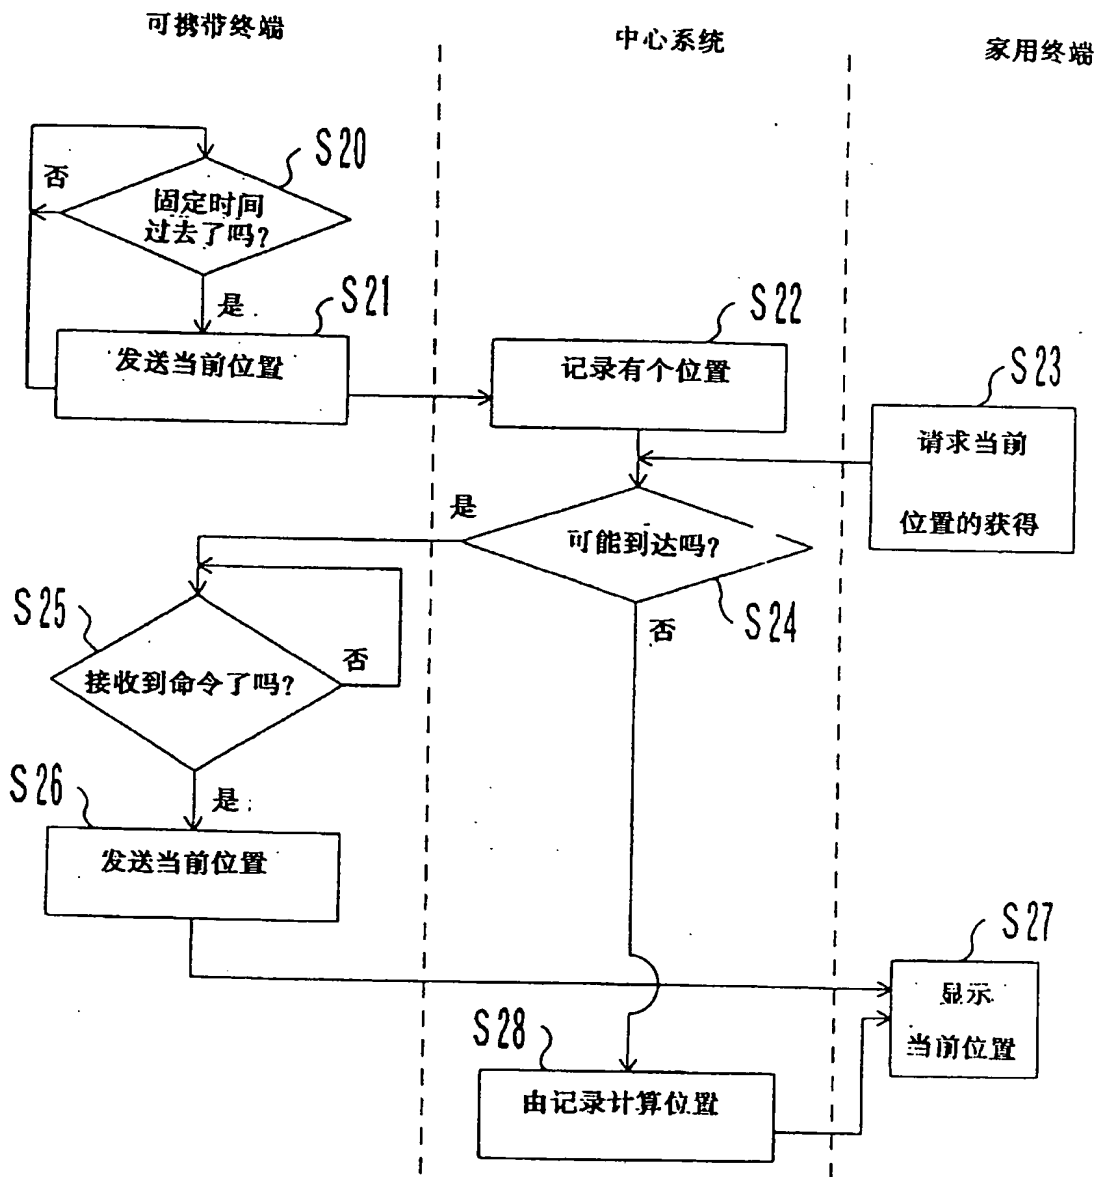 可携带终端
中心系统
家用终端
S20
否
固定时间
过去了吗?
是
S21
发送当前位置
S22
记录有个位置
S23
请求当前
位置的获得
是
可能到达吗?
S24
否
S25
接收到命令了吗?
否
S26
是
发送当前位置
S27
显示
当前位置
S28
由记录计算位置